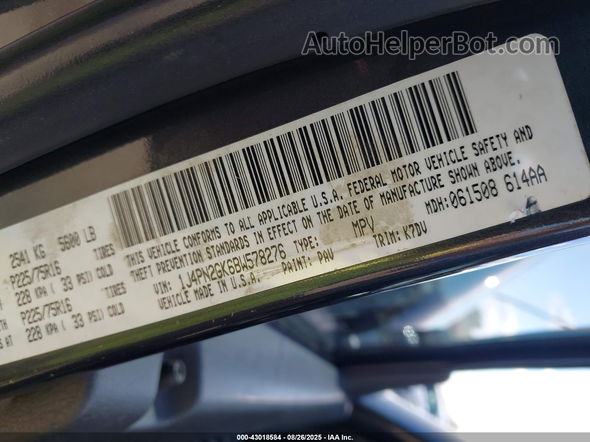 AutoHelperBot.com
2541 KG 5600 LB
P225/75R16 TIRES
228 KPA ( 33 PSI) COLD
P225/75R16 TIRES
228 KPA ( 33 PSI) COLD
THIS VEHICLE CONFORMS TO ALL APPLICABLE U.S.A. FEDERAL MOTOR VEHICLE SAFETY AND
THEFT PREVENTION STANDARDS IN EFFECT ON THE DATE OF MANUFACTURE SHOWN ABOVE.
VIN: 1J4PN2GK6BW578276 TYPE: MPV MDH: 061508 614AA
MADE IN U.S.A. PAINT: PAV TRIM: K7DV
000-43018584 - 08/26/2025 - IAA Inc.